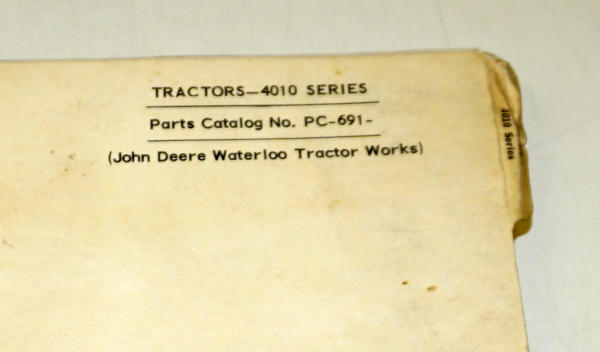 TRACTORS—4010 SERIES
Parts Catalog No. PC-691-
(John Deere Waterloo Tractor Works)
4010 Series